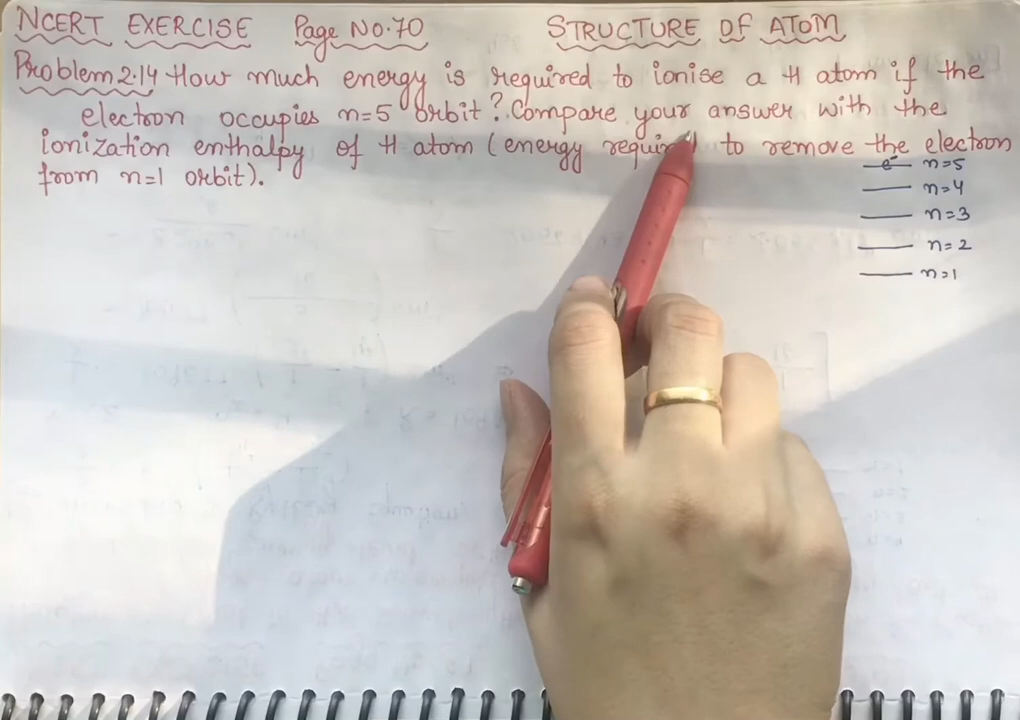 NCERT EXERCISE Page No.70 STRUCTURE OF ATOM
Problem 2.14 How much energy is required to ionise a H atom if the
electron occupies n=5 orbit? Compare your answer with the
ionization enthalpy of H atom (energy required to remove the electron
from n=1 orbit).
e⁻ n=5
n=4
n=3
n=2
n=1